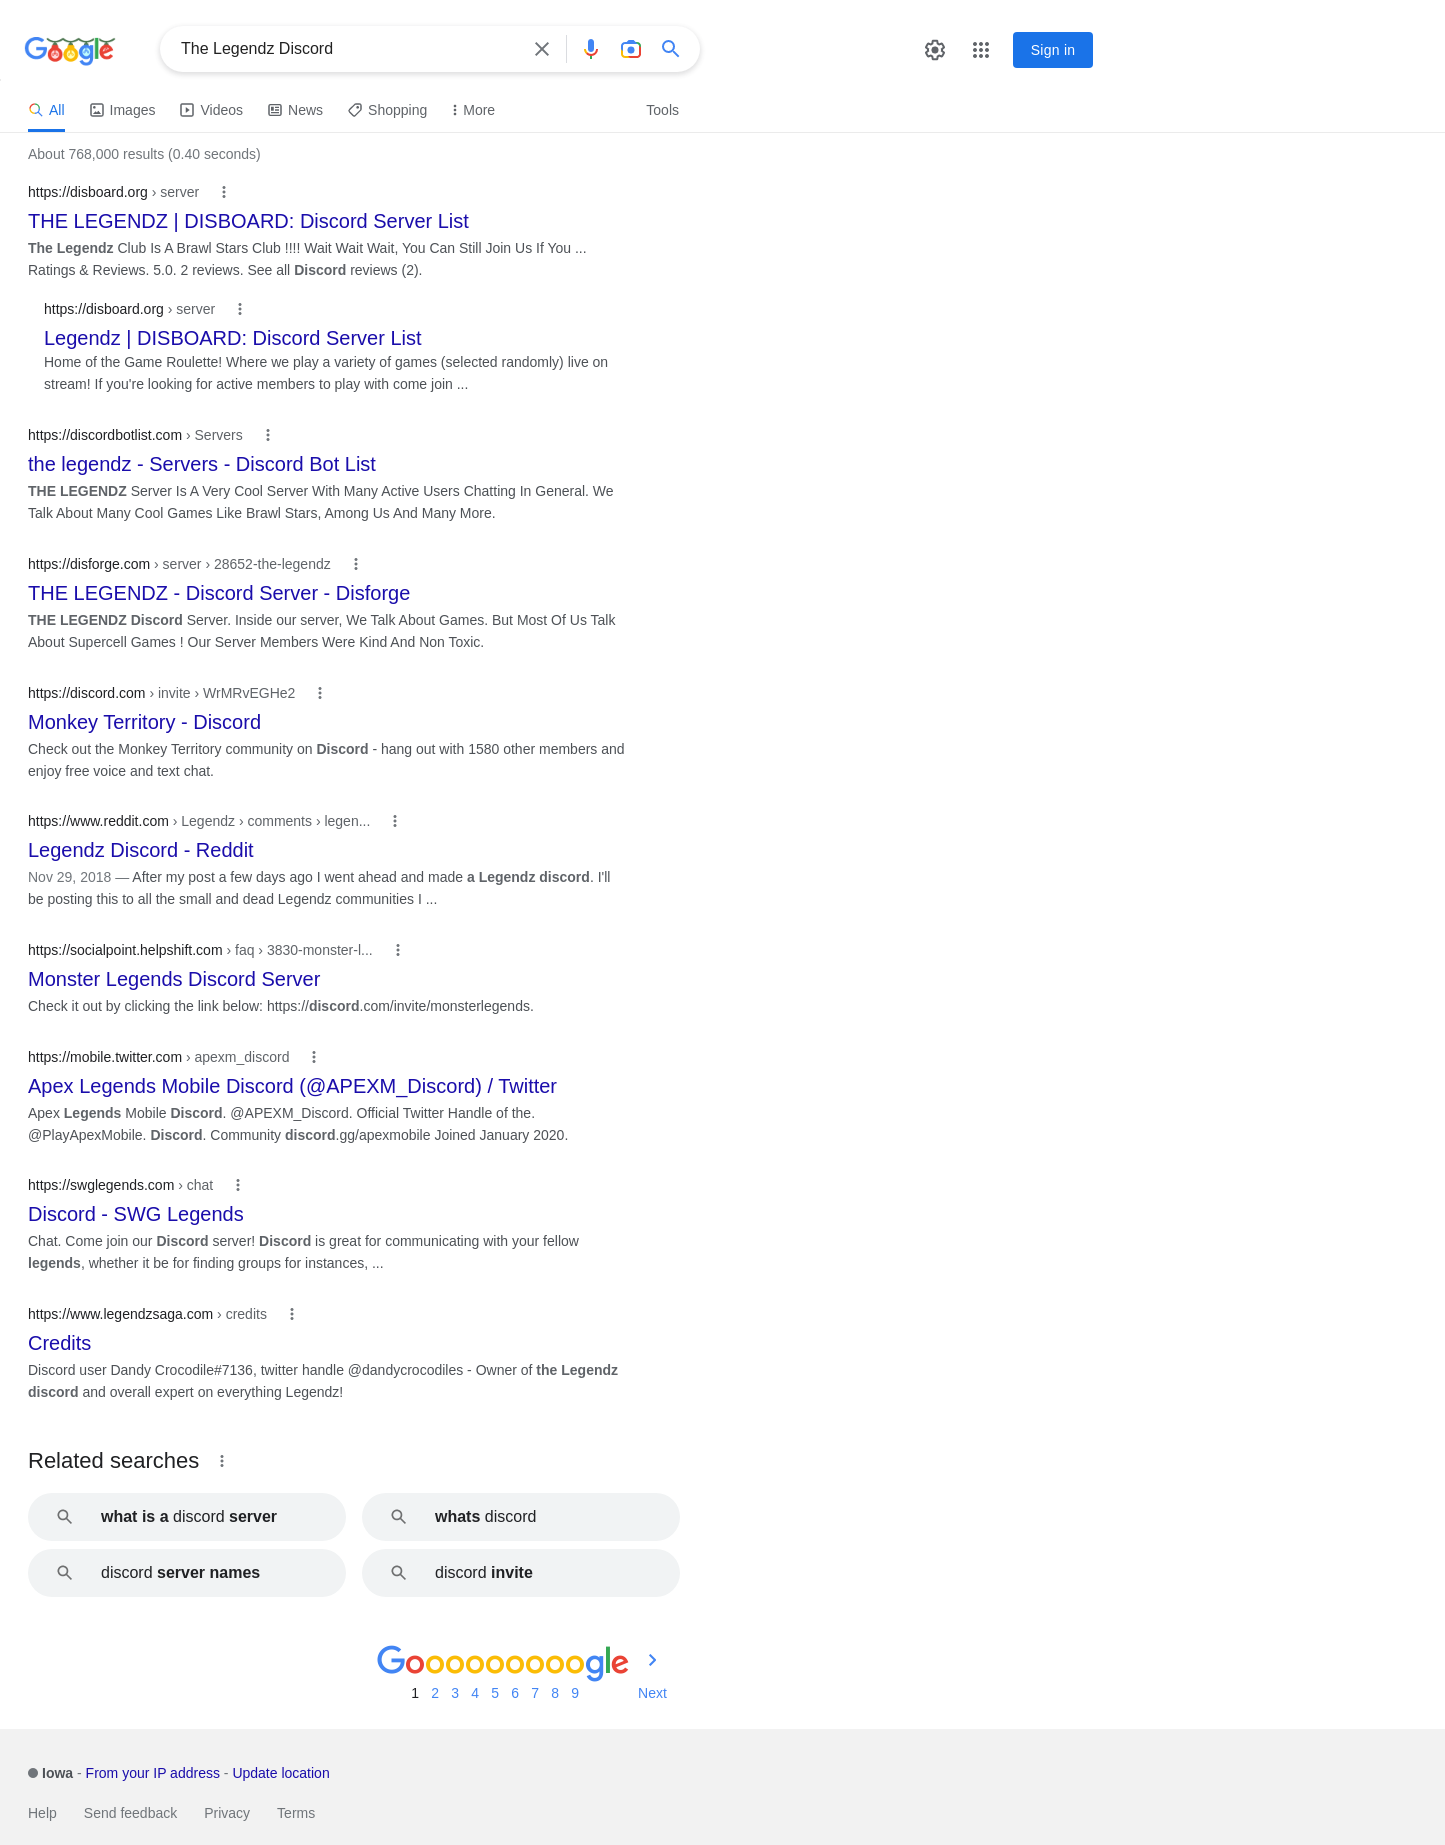 Google
The Legendz Discord
Sign in
All Images Videos News Shopping More Tools
About 768,000 results (0.40 seconds)
https://disboard.org › server
THE LEGENDZ | DISBOARD: Discord Server List
The Legendz Club Is A Brawl Stars Club !!!! Wait Wait Wait, You Can Still Join Us If You ...
Ratings & Reviews. 5.0. 2 reviews. See all Discord reviews (2).
https://disboard.org › server
Legendz | DISBOARD: Discord Server List
Home of the Game Roulette! Where we play a variety of games (selected randomly) live on
stream! If you're looking for active members to play with come join ...
https://discordbotlist.com › Servers
the legendz - Servers - Discord Bot List
THE LEGENDZ Server Is A Very Cool Server With Many Active Users Chatting In General. We
Talk About Many Cool Games Like Brawl Stars, Among Us And Many More.
https://disforge.com › server › 28652-the-legendz
THE LEGENDZ - Discord Server - Disforge
THE LEGENDZ Discord Server. Inside our server, We Talk About Games. But Most Of Us Talk
About Supercell Games ! Our Server Members Were Kind And Non Toxic.
https://discord.com › invite › WrMRvEGHe2
Monkey Territory - Discord
Check out the Monkey Territory community on Discord - hang out with 1580 other members and
enjoy free voice and text chat.
https://www.reddit.com › Legendz › comments › legen...
Legendz Discord - Reddit
Nov 29, 2018 — After my post a few days ago I went ahead and made a Legendz discord. I'll
be posting this to all the small and dead Legendz communities I ...
https://socialpoint.helpshift.com › faq › 3830-monster-l...
Monster Legends Discord Server
Check it out by clicking the link below: https://discord.com/invite/monsterlegends.
https://mobile.twitter.com › apexm_discord
Apex Legends Mobile Discord (@APEXM_Discord) / Twitter
Apex Legends Mobile Discord. @APEXM_Discord. Official Twitter Handle of the.
@PlayApexMobile. Discord. Community discord.gg/apexmobile Joined January 2020.
https://swglegends.com › chat
Discord - SWG Legends
Chat. Come join our Discord server! Discord is great for communicating with your fellow
legends, whether it be for finding groups for instances, ...
https://www.legendzsaga.com › credits
Credits
Discord user Dandy Crocodile#7136, twitter handle @dandycrocodiles - Owner of the Legendz
discord and overall expert on everything Legendz!
Related searches
what is a discord server
whats discord
discord server names
discord invite
Gooooooooogle
1 2 3 4 5 6 7 8 9 Next
Iowa - From your IP address - Update location
Help Send feedback Privacy Terms